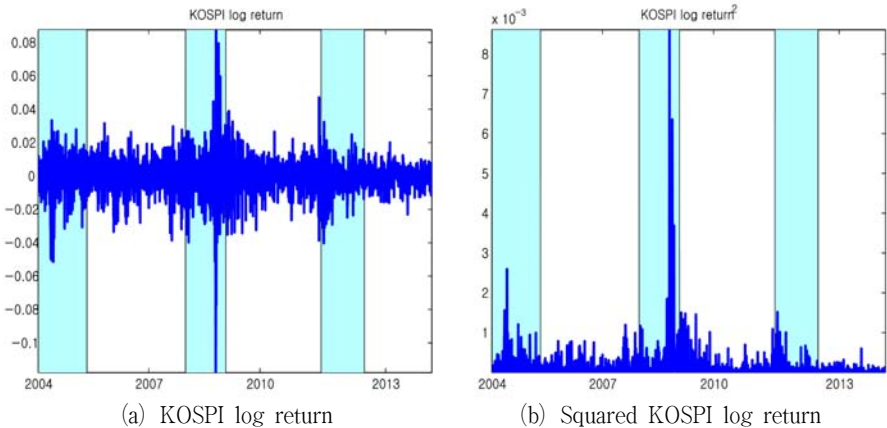 KOSPI log return
0.08
0.06
0.04
0.02
0
−0.02
−0.04
−0.06
−0.08
−0.1
2004 2007 2010 2013
(a) KOSPI log return
KOSPI log return²
x 10⁻³
8
7
6
5
4
3
2
1
2004 2007 2010 2013
(b) Squared KOSPI log return